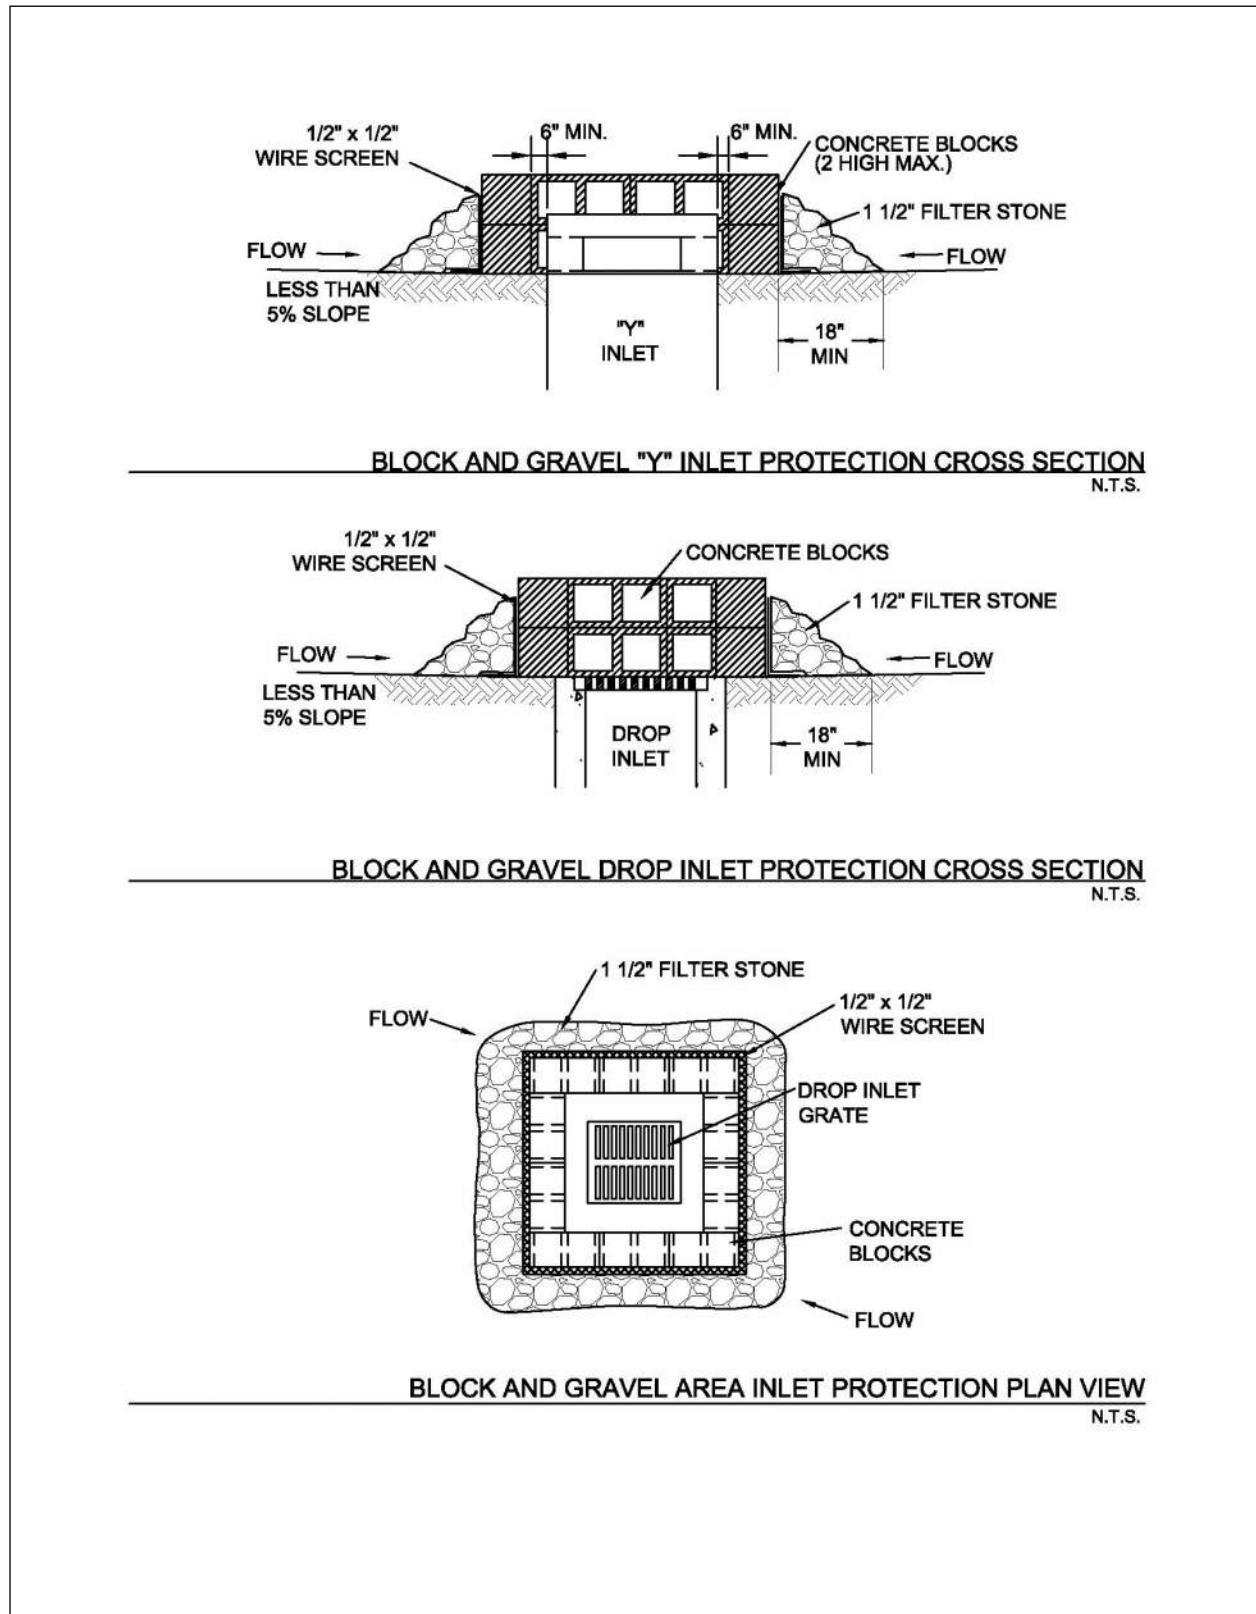 1/2" x 1/2"
WIRE SCREEN
6" MIN.
6" MIN.
CONCRETE BLOCKS
(2 HIGH MAX.)
1 1/2" FILTER STONE
FLOW
FLOW
LESS THAN
5% SLOPE
"Y"
INLET
18"
MIN
BLOCK AND GRAVEL "Y" INLET PROTECTION CROSS SECTION
N.T.S.
1/2" x 1/2"
WIRE SCREEN
CONCRETE BLOCKS
1 1/2" FILTER STONE
FLOW
FLOW
LESS THAN
5% SLOPE
DROP
INLET
18"
MIN
BLOCK AND GRAVEL DROP INLET PROTECTION CROSS SECTION
N.T.S.
1 1/2" FILTER STONE
FLOW
1/2" x 1/2"
WIRE SCREEN
DROP INLET
GRATE
CONCRETE
BLOCKS
FLOW
BLOCK AND GRAVEL AREA INLET PROTECTION PLAN VIEW
N.T.S.